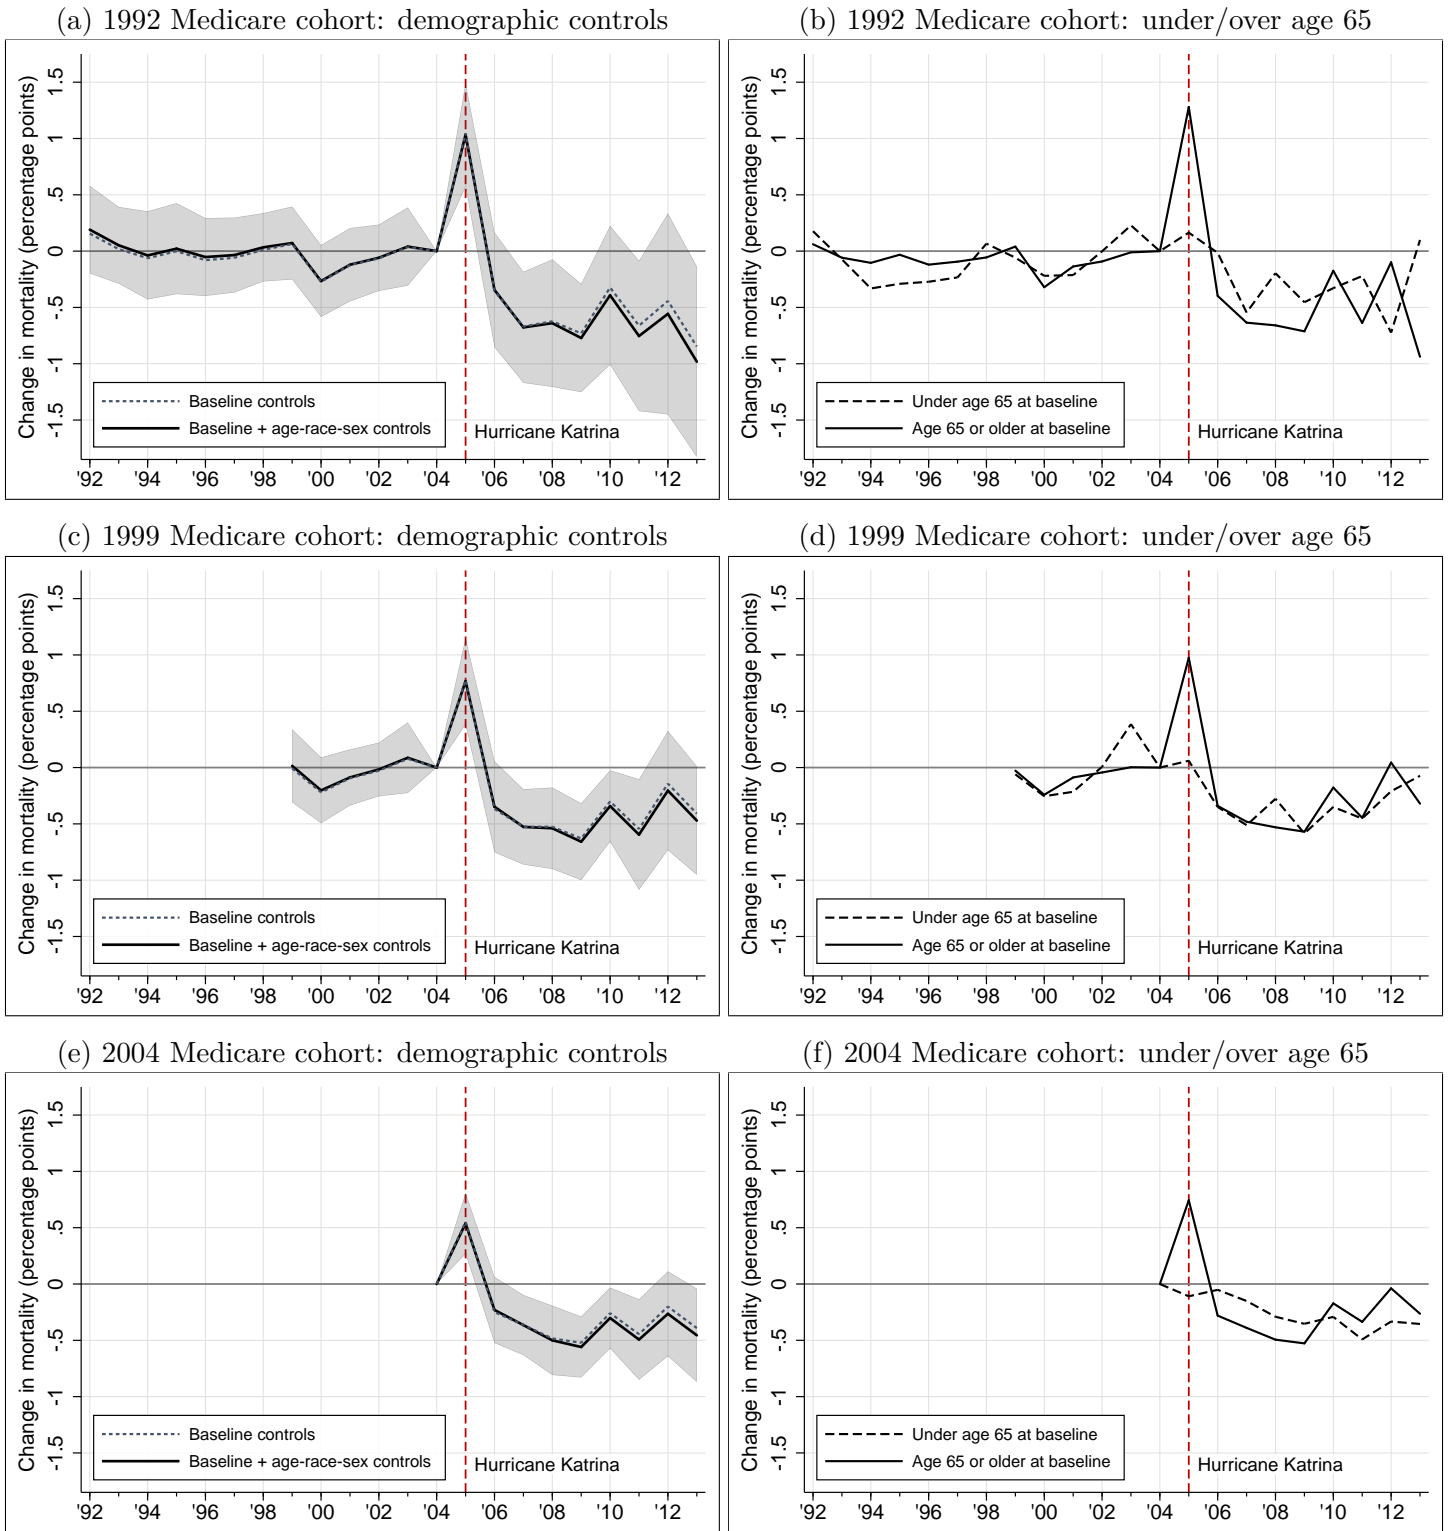 (a) 1992 Medicare cohort: demographic controls
Change in mortality (percentage points)
1.5
1
.5
0
.5
-1
-1.5
Baseline controls
Baseline + age-race-sex controls
Hurricane Katrina
'92 '94 '96 '98 '00 '02 '04 '06 '08 '10 '12
(b) 1992 Medicare cohort: under/over age 65
Change in mortality (percentage points)
1.5
1
.5
0
.5
-1
-1.5
Under age 65 at baseline
Age 65 or older at baseline
Hurricane Katrina
'92 '94 '96 '98 '00 '02 '04 '06 '08 '10 '12
(c) 1999 Medicare cohort: demographic controls
Change in mortality (percentage points)
1.5
1
.5
0
.5
-1
-1.5
Baseline controls
Baseline + age-race-sex controls
Hurricane Katrina
'92 '94 '96 '98 '00 '02 '04 '06 '08 '10 '12
(d) 1999 Medicare cohort: under/over age 65
Change in mortality (percentage points)
1.5
1
.5
0
.5
-1
-1.5
Under age 65 at baseline
Age 65 or older at baseline
Hurricane Katrina
'92 '94 '96 '98 '00 '02 '04 '06 '08 '10 '12
(e) 2004 Medicare cohort: demographic controls
Change in mortality (percentage points)
1.5
1
.5
0
.5
-1
-1.5
Baseline controls
Baseline + age-race-sex controls
Hurricane Katrina
'92 '94 '96 '98 '00 '02 '04 '06 '08 '10 '12
(f) 2004 Medicare cohort: under/over age 65
Change in mortality (percentage points)
1.5
1
.5
0
.5
-1
-1.5
Under age 65 at baseline
Age 65 or older at baseline
Hurricane Katrina
'92 '94 '96 '98 '00 '02 '04 '06 '08 '10 '12